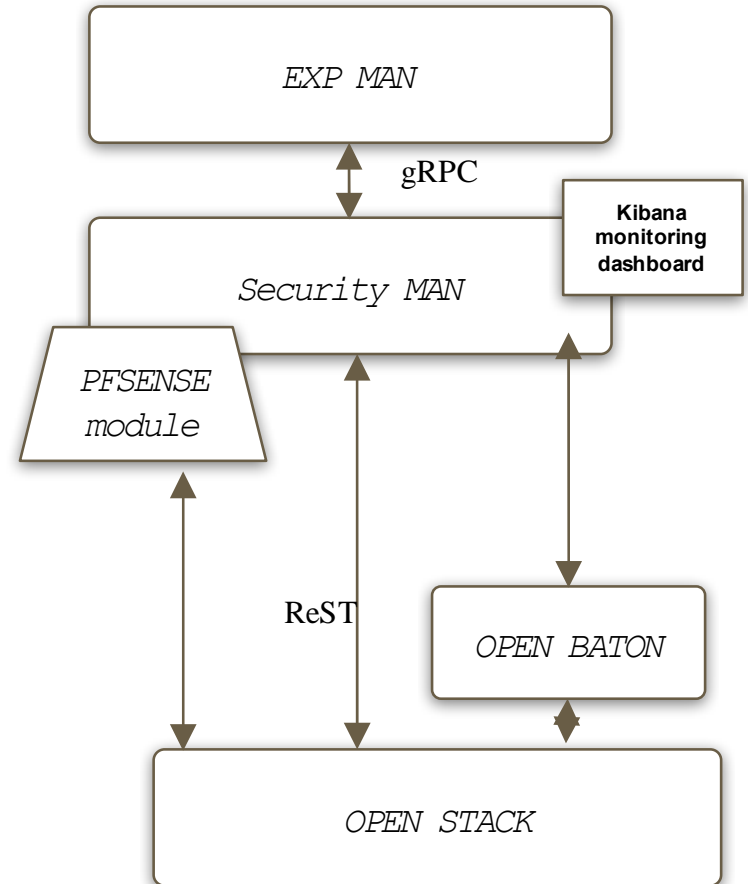 EXP MAN
gRPC
Kibana
monitoring
dashboard
Security MAN
PFSENSE
module
ReST
OPEN BATON
OPEN STACK